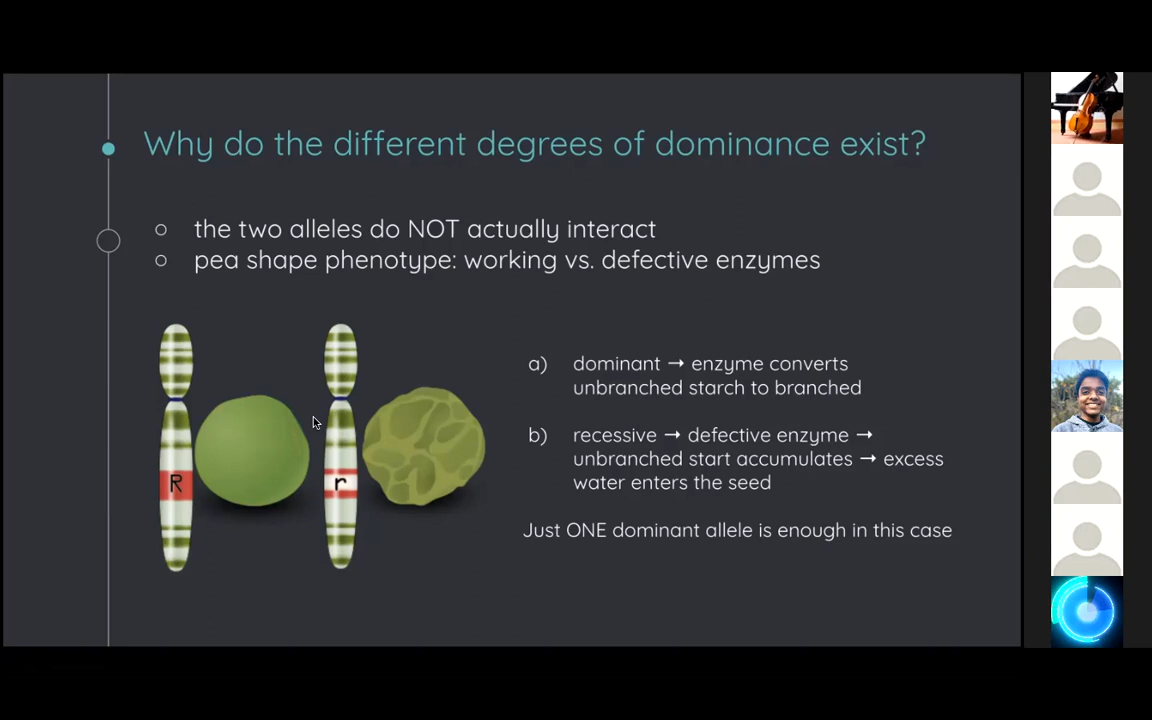 Why do the different degrees of dominance exist?
○ the two alleles do NOT actually interact
○ pea shape phenotype: working vs. defective enzymes
R
r
a) dominant → enzyme converts
unbranched starch to branched
b) recessive → defective enzyme →
unbranched start accumulates → excess
water enters the seed
Just ONE dominant allele is enough in this case